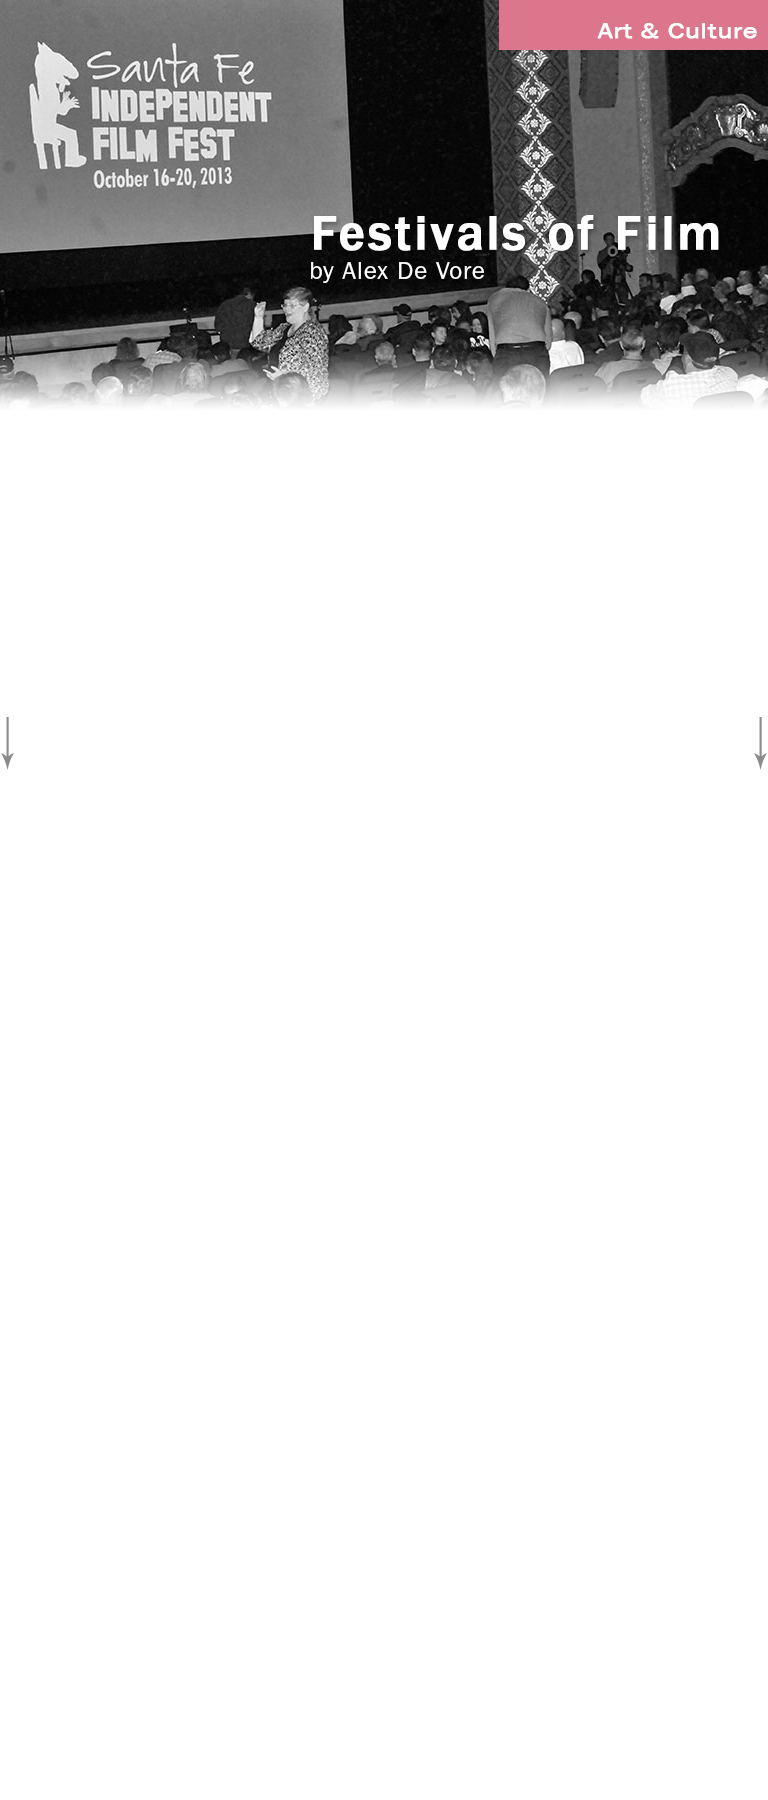 Art & Culture
Santa Fe
INDEPENDENT
FILM FEST
October 16-20, 2013
Festivals of Film
by Alex De Vore